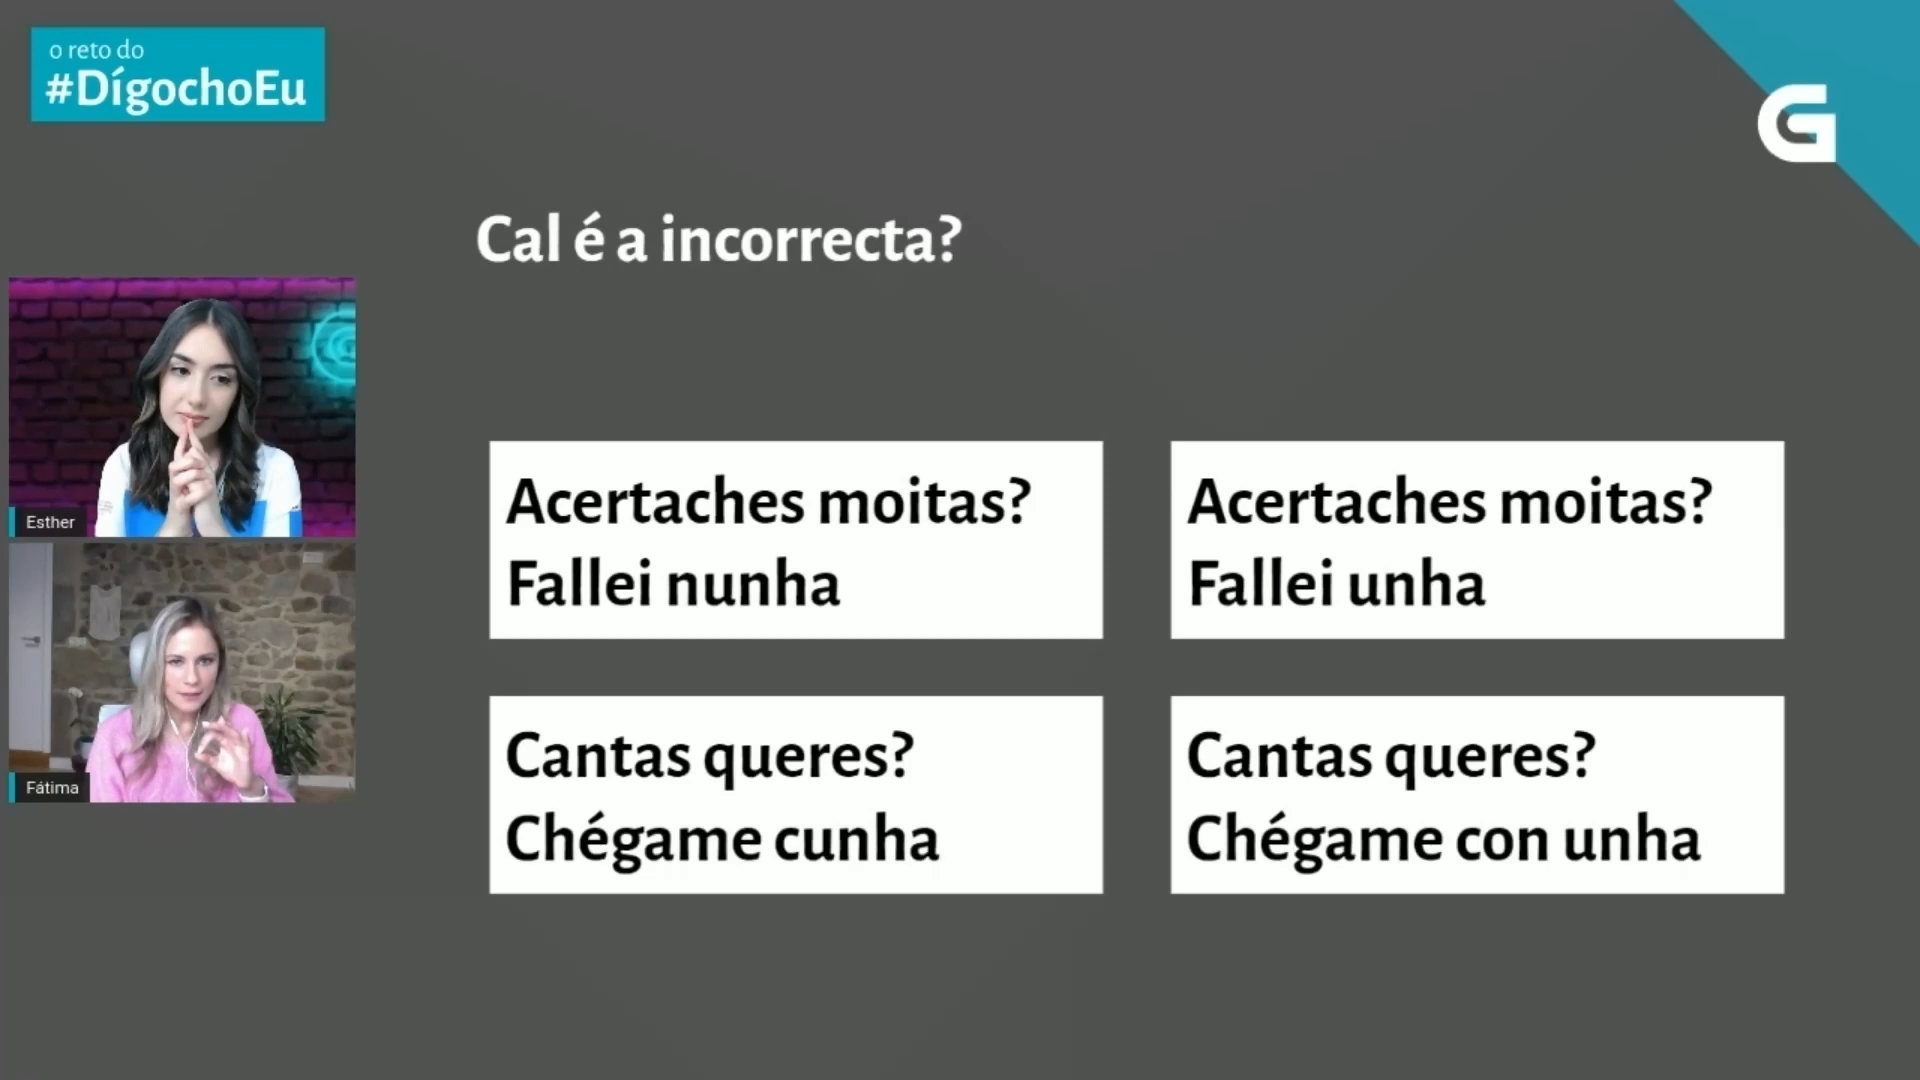 o reto do
#DígochoEu
Cal é a incorrecta?
Acertaches moitas?
Fallei nunha
Acertaches moitas?
Fallei unha
Cantas queres?
Chégame cunha
Cantas queres?
Chégame con unha
Esther
Fátima